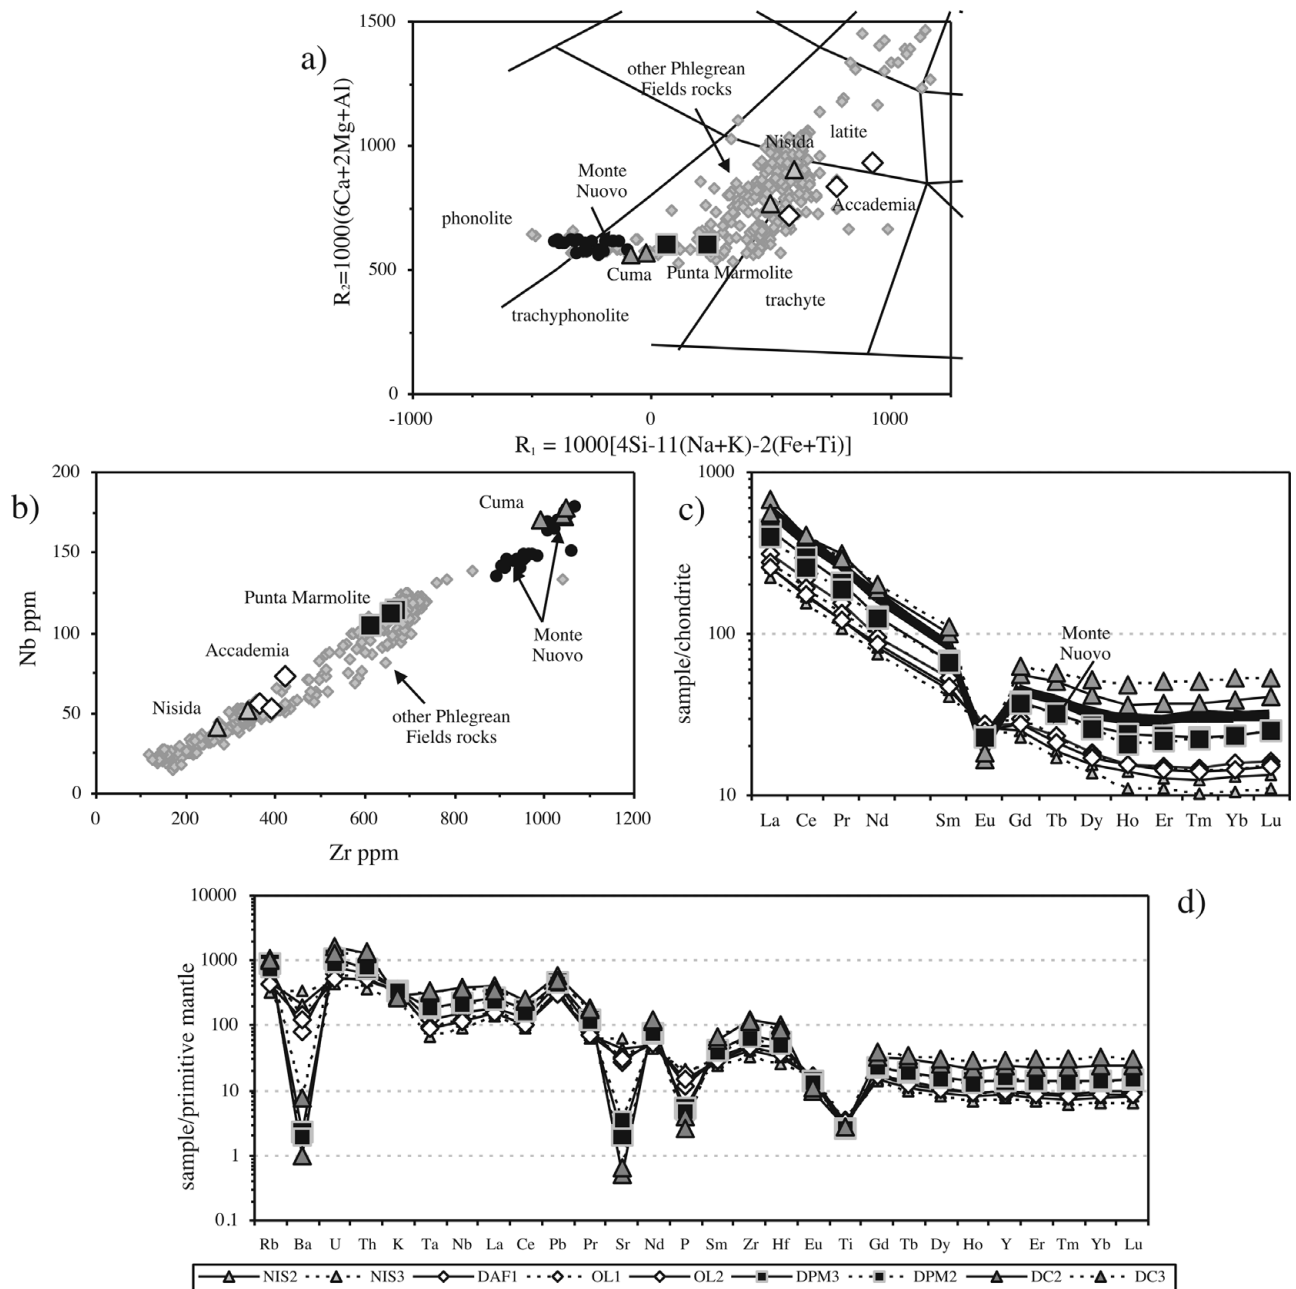 a)
1500
1000
500
0
-1000
0
1000
R₂=1000(6Ca+2Mg+Al)
R₁ = 1000[4Si-11(Na+K)-2(Fe+Ti)]
other Phlegrean
Fields rocks
Nisida
latite
Monte
Nuovo
phonolite
Accademia
Cuma
Punta Marmolite
trachyte
trachyphonolite
b)
200
150
100
50
0
0
200
400
600
800
1000
1200
Nb ppm
Zr ppm
Cuma
Punta Marmolite
Accademia
Monte
Nuovo
Nisida
other Phlegrean
Fields rocks
c)
1000
100
10
sample/chondrite
Monte
Nuovo
La Ce Pr Nd Sm Eu Gd Tb Dy Ho Er Tm Yb Lu
d)
10000
1000
100
10
1
0.1
sample/primitive mantle
Rb Ba U Th K Ta Nb La Ce Pb Pr Sr Nd P Sm Zr Hf Eu Ti Gd Tb Dy Ho Y Er Tm Yb Lu
NIS2 NIS3 DAF1 OL1 OL2 DPM3 DPM2 DC2 DC3